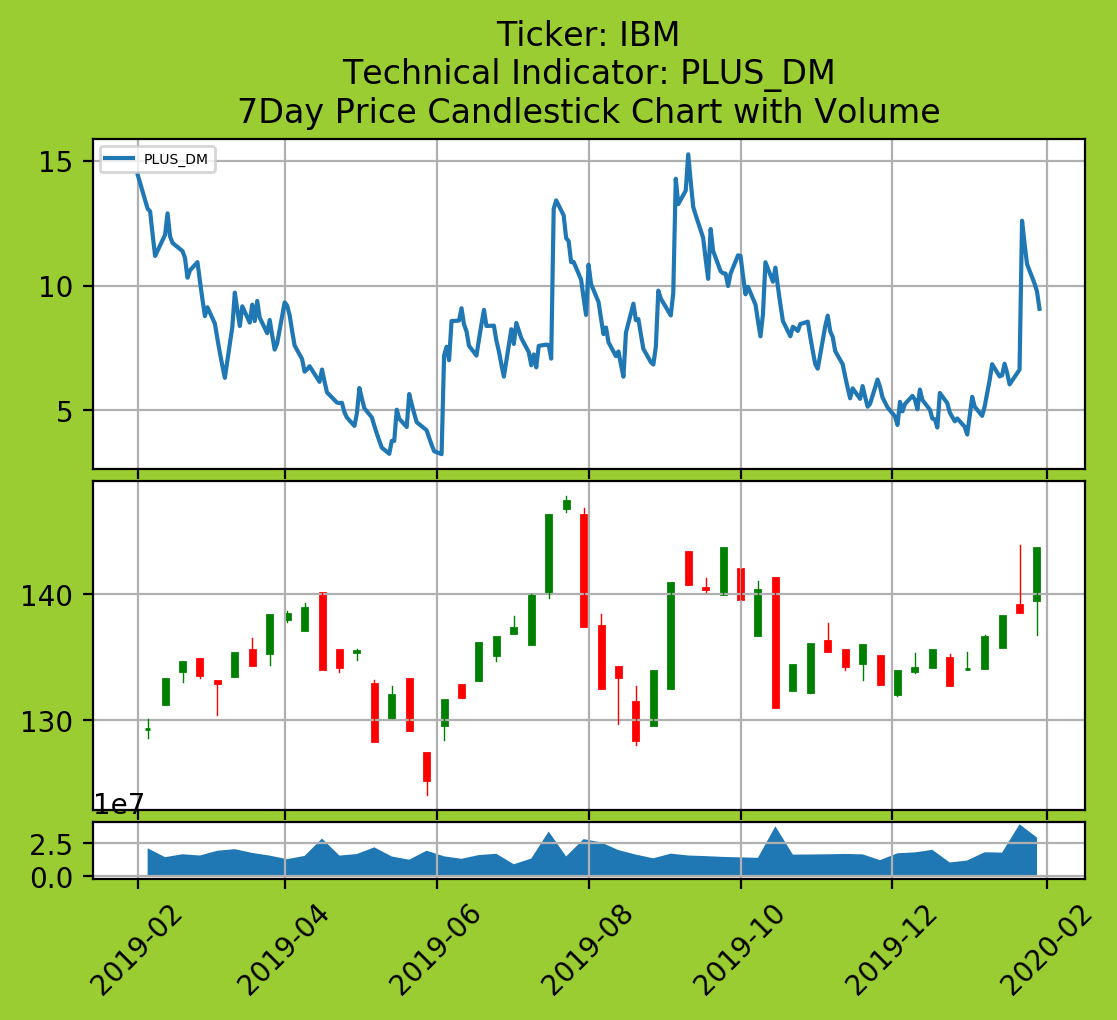 Ticker: IBM
Technical Indicator: PLUS_DM
7Day Price Candlestick Chart with Volume
PLUS_DM
15
10
5
140
130
1e7
2.5
0.0
2019-02
2019-04
2019-06
2019-08
2019-10
2019-12
2020-02